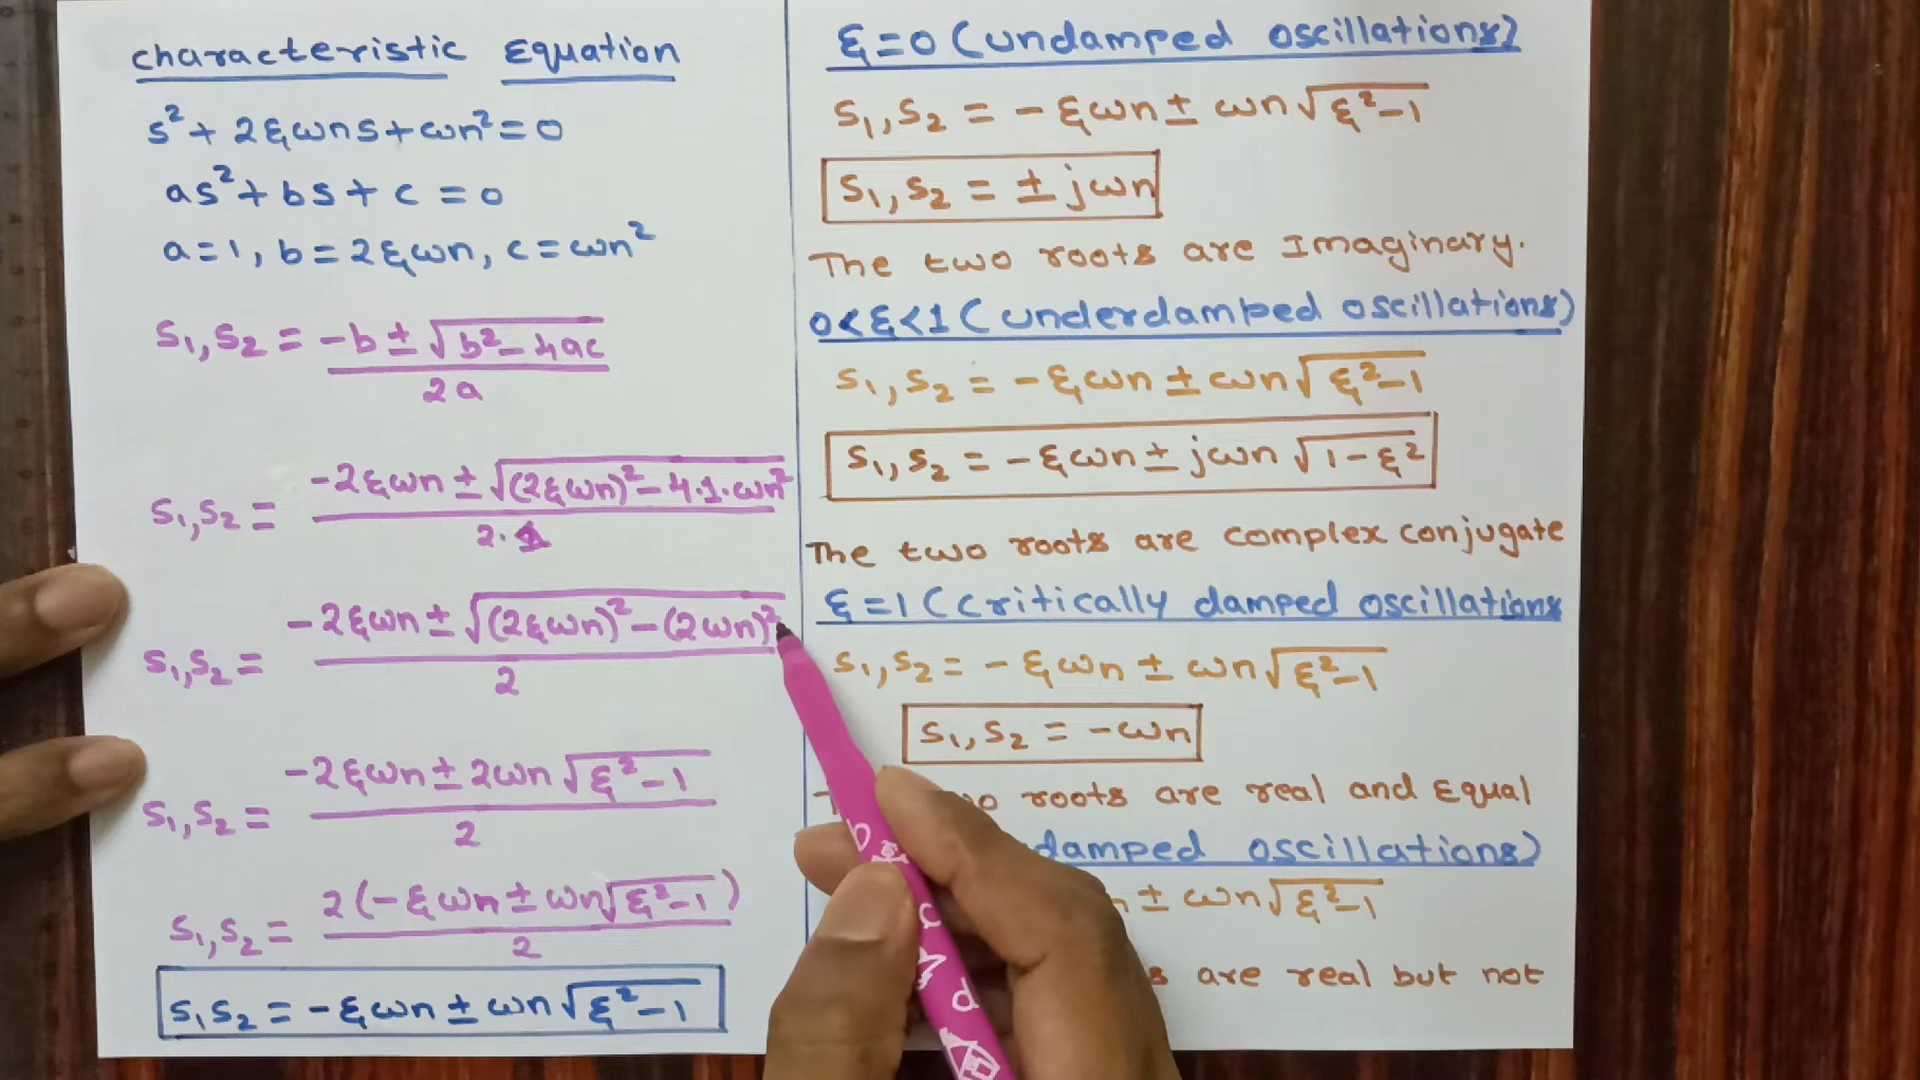 characteristic Equation
s²+2ξωns+ωn²=0
as²+bs+c=0
a=1, b=2ξωn, c=ωn²
s₁,s₂ = -b±√(b²-4ac) / 2a
s₁,s₂ = -2ξωn±√((2ξωn)²-4.1.ωn²) / 2.1
s₁,s₂ = -2ξωn±√((2ξωn)²-(2ωn)²) / 2
s₁,s₂ = -2ξωn±2ωn√(ξ²-1) / 2
s₁,s₂ = 2(-ξωn±ωn√(ξ²-1)) / 2
s₁s₂ = -ξωn±ωn√(ξ²-1)
ξ=0 (undamped oscillations)
s₁,s₂ = -ξωn±ωn√(ξ²-1)
s₁,s₂ = ±jωn
The two roots are Imaginary.
0<ξ<1 (underdamped oscillations)
s₁,s₂ = -ξωn±ωn√(ξ²-1)
s₁,s₂ = -ξωn±jωn√(1-ξ²)
The two roots are complex conjugate
ξ=1 (critically damped oscillations
s₁,s₂ = -ξωn±ωn√(ξ²-1)
s₁,s₂ = -ωn
roots are real and Equal
damped oscillations)
n±ωn√(ξ²-1)
s are real but not
b
c
d